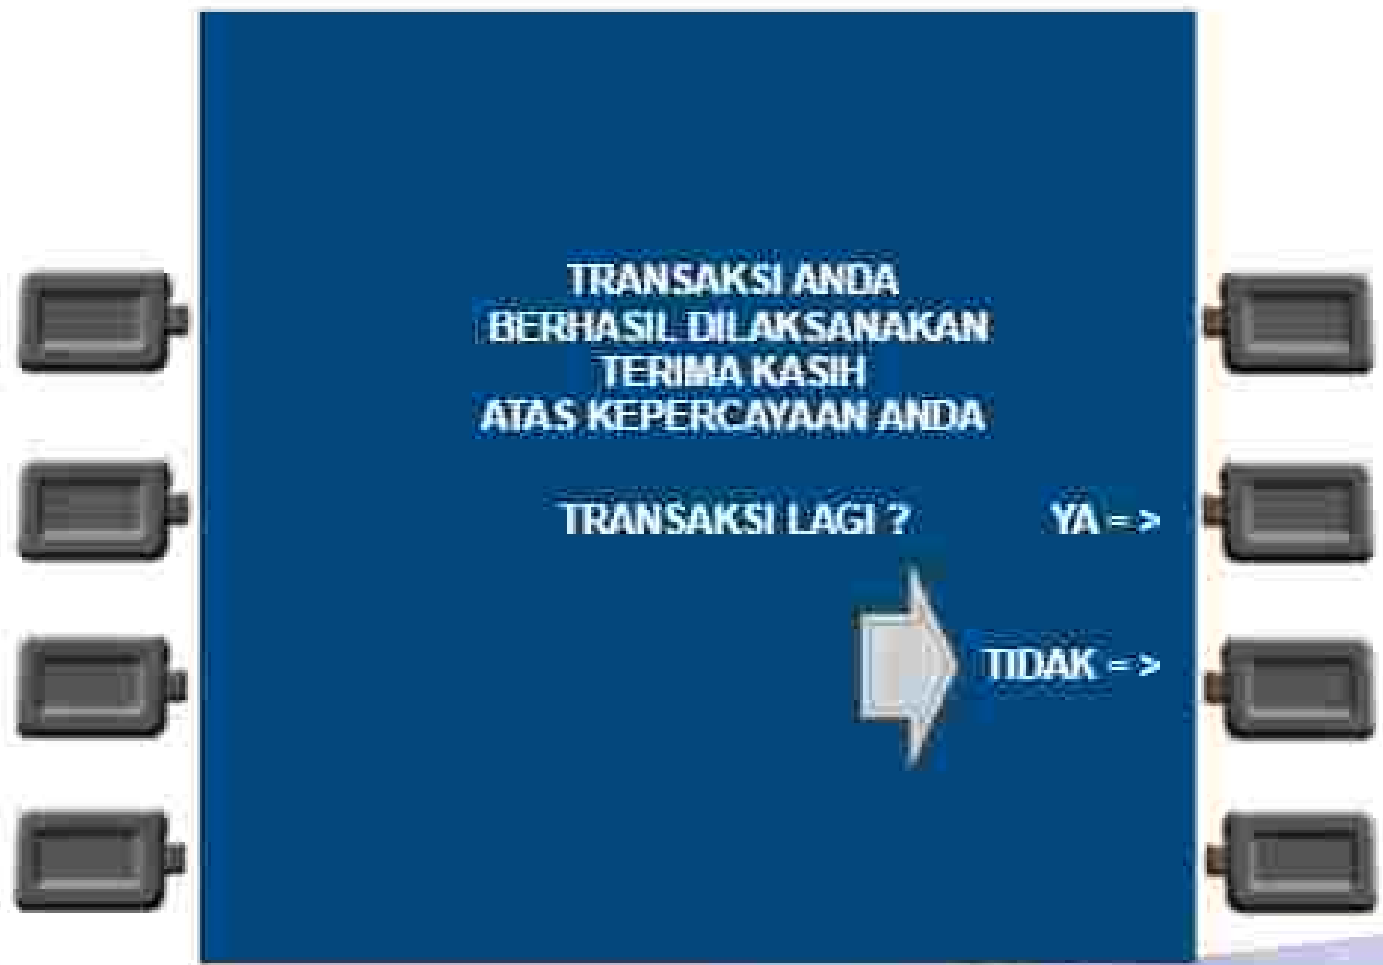 TRANSAKSI ANDA
BERHASIL DILAKSANAKAN
TERIMA KASIH
ATAS KEPERCAYAAN ANDA
TRANSAKSI LAGI ? YA = >
TIDAK = >